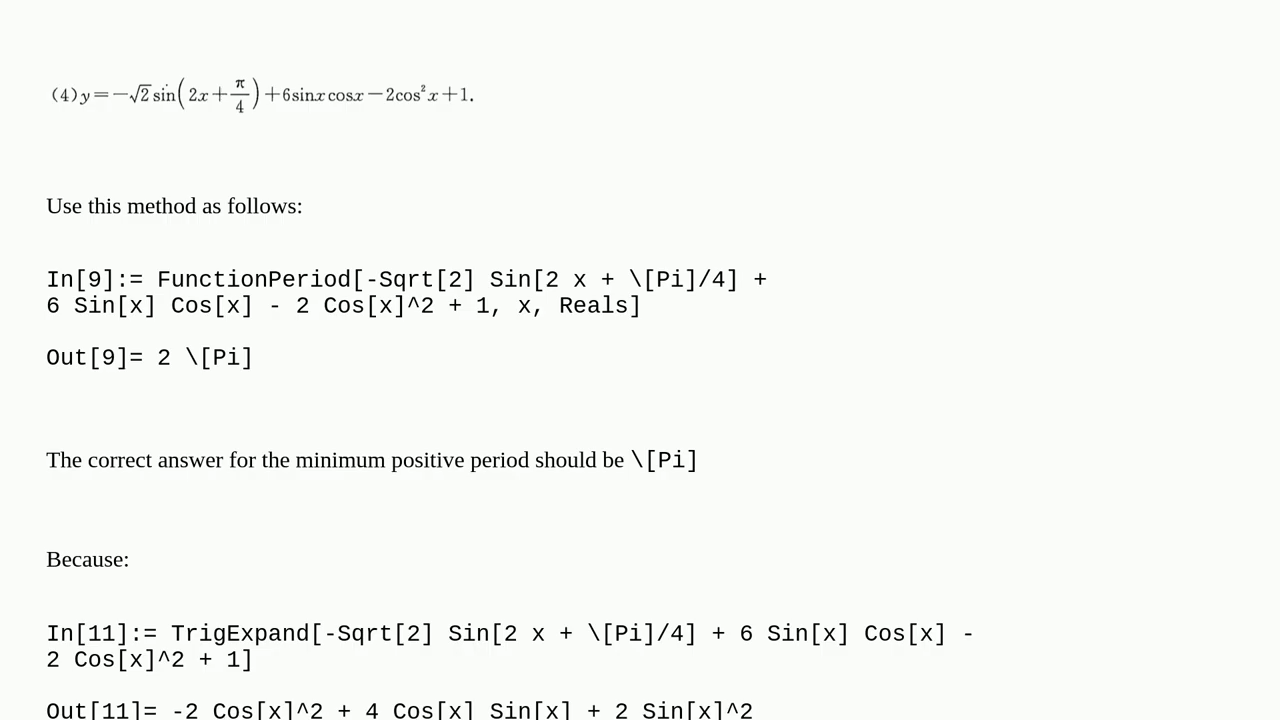 (4) y = −√2 sin(2x + π/4) + 6sinx cosx − 2cos²x + 1.
Use this method as follows:
In[9]:= FunctionPeriod[-Sqrt[2] Sin[2 x + \[Pi]/4] +
6 Sin[x] Cos[x] - 2 Cos[x]^2 + 1, x, Reals]
Out[9]= 2 \[Pi]
The correct answer for the minimum positive period should be \[Pi]
Because:
In[11]:= TrigExpand[-Sqrt[2] Sin[2 x + \[Pi]/4] + 6 Sin[x] Cos[x] -
2 Cos[x]^2 + 1]
Out[11]= -2 Cos[x]^2 + 4 Cos[x] Sin[x] + 2 Sin[x]^2